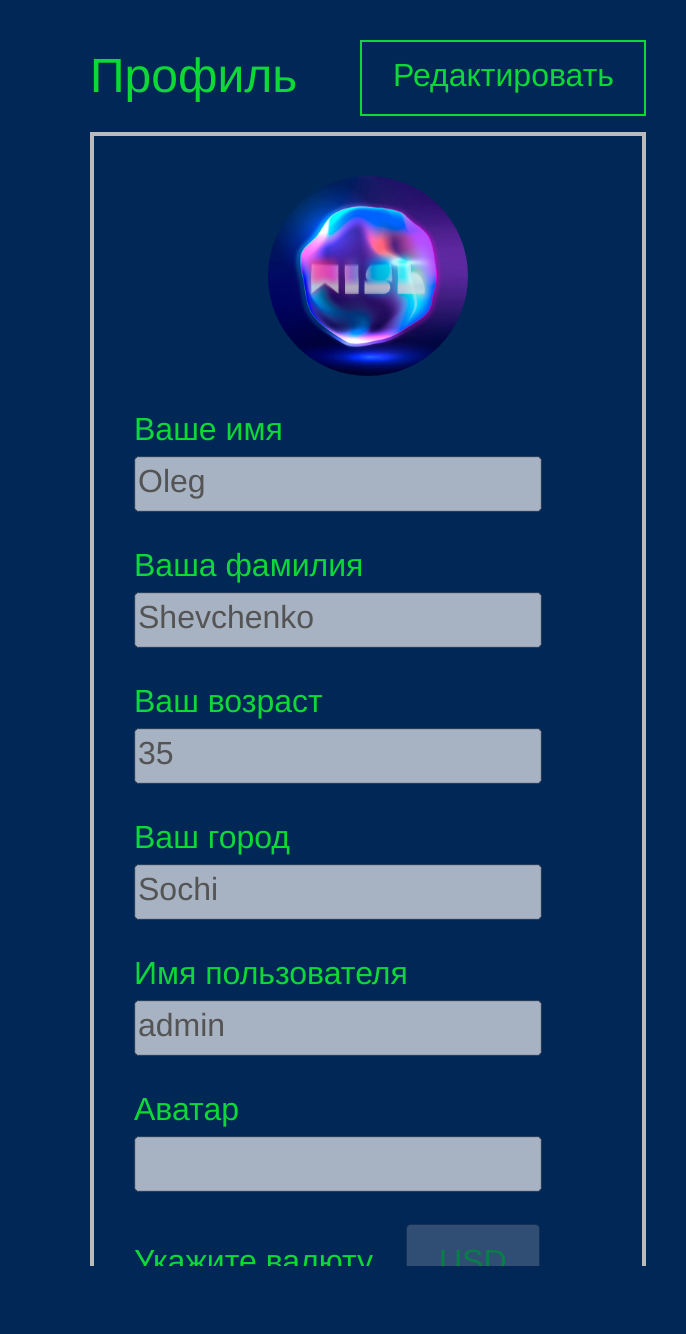 Профиль
Редактировать
WISH
Ваше имя
Oleg
Ваша фамилия
Shevchenko
Ваш возраст
35
Ваш город
Sochi
Имя пользователя
admin
Аватар
Укажите валюту
USD